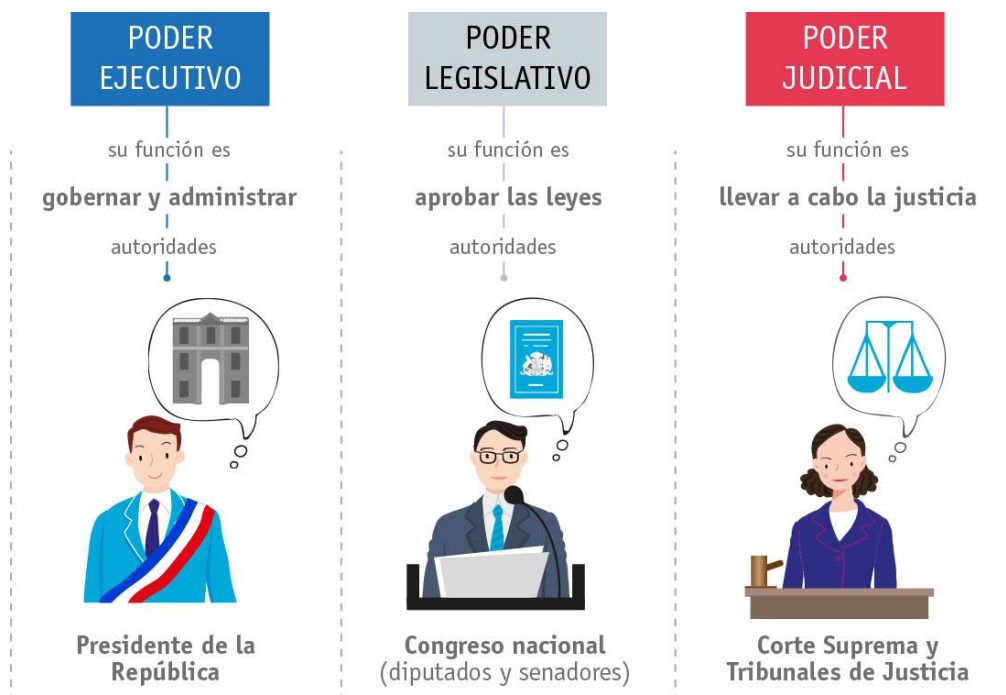 PODER
EJECUTIVO
su función es
gobernar y administrar
autoridades
Presidente de la
República
PODER
LEGISLATIVO
su función es
aprobar las leyes
autoridades
Congreso nacional
(diputados y senadores)
PODER
JUDICIAL
su función es
llevar a cabo la justicia
autoridades
Corte Suprema y
Tribunales de Justicia